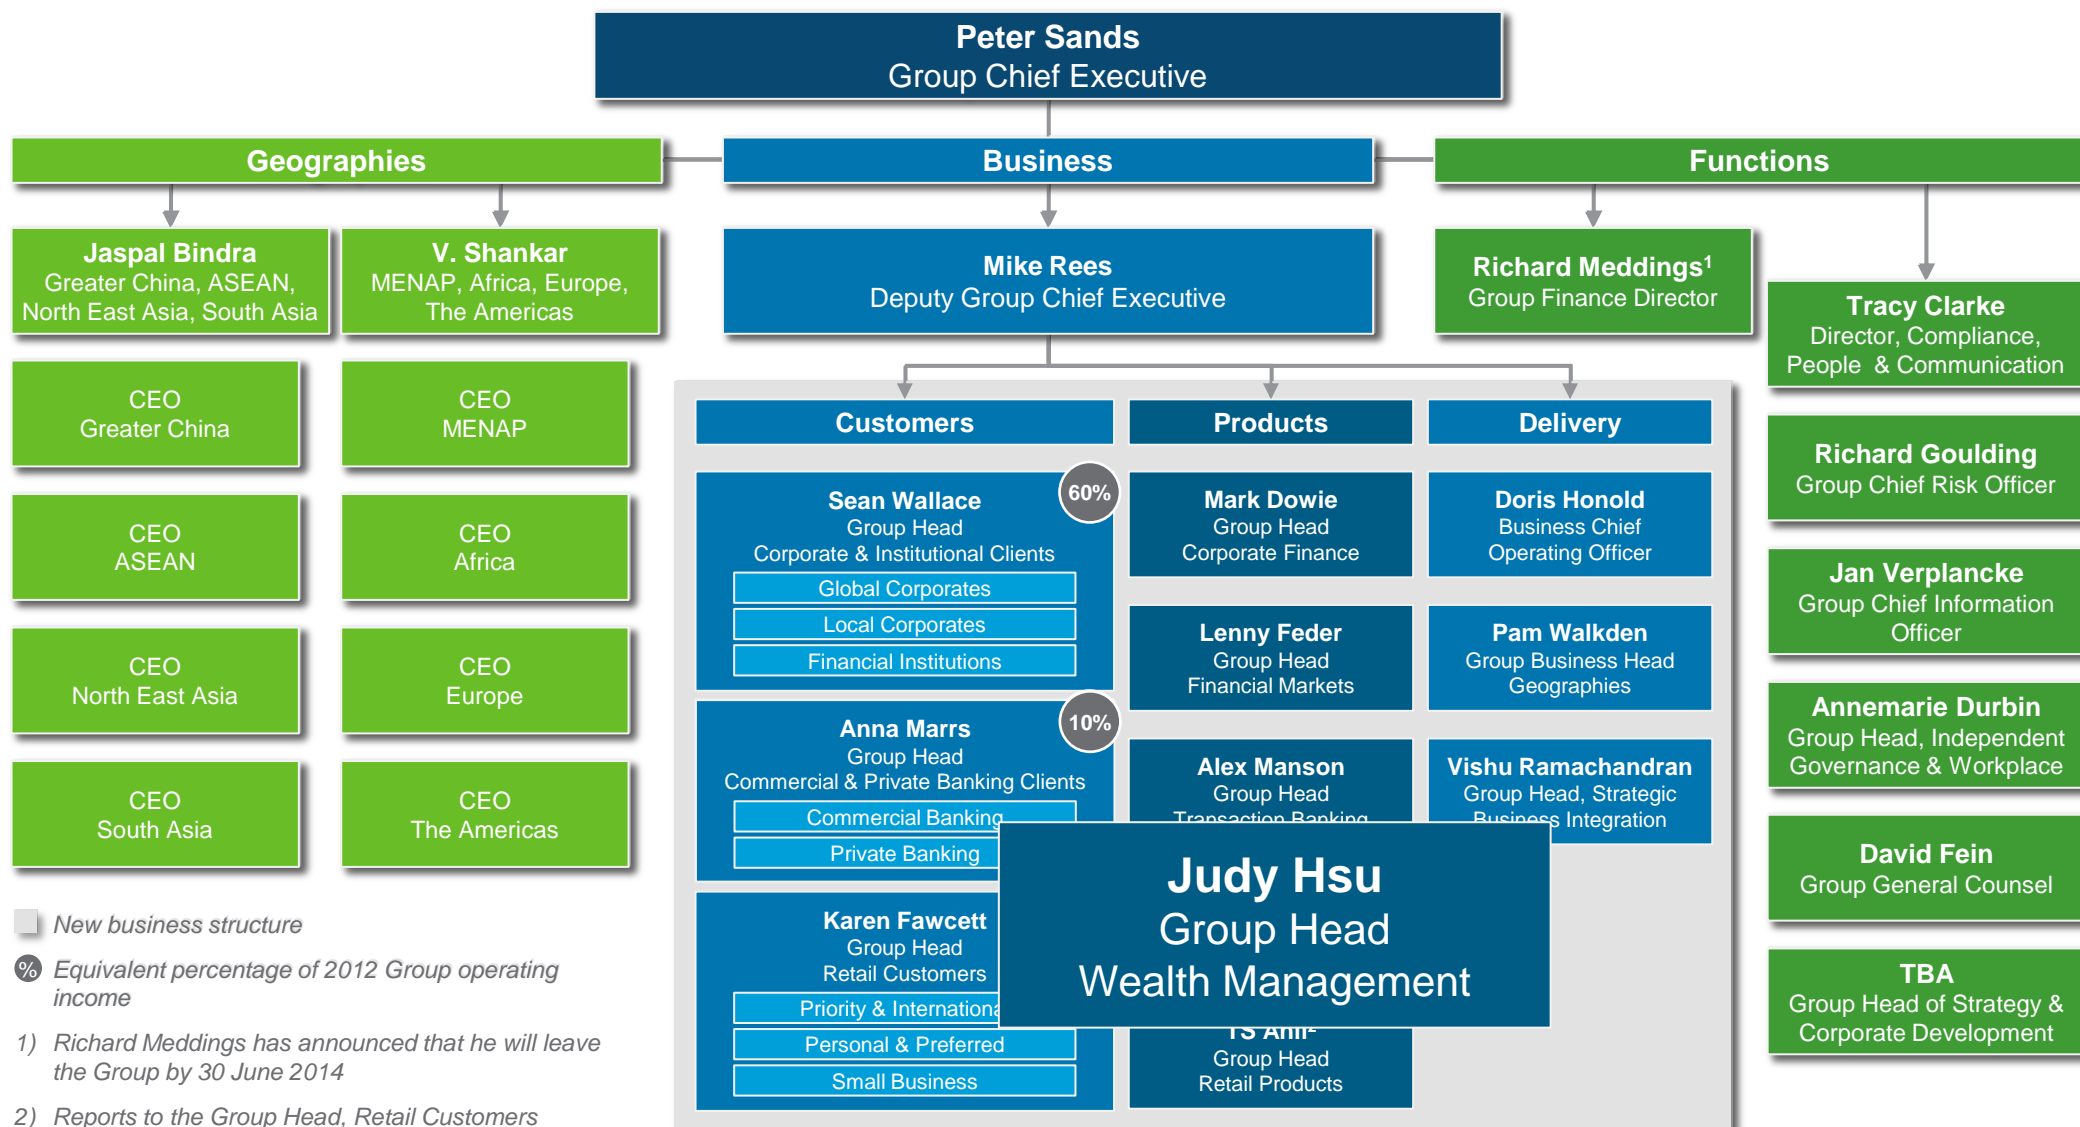 Peter Sands
Group Chief Executive
Geographies
Business
Functions
Jaspal Bindra
Greater China, ASEAN,
North East Asia, South Asia
V. Shankar
MENAP, Africa, Europe,
The Americas
Mike Rees
Deputy Group Chief Executive
Richard Meddings¹
Group Finance Director
Tracy Clarke
Director, Compliance,
People & Communication
CEO
Greater China
CEO
MENAP
CEO
ASEAN
CEO
Africa
CEO
North East Asia
CEO
Europe
CEO
South Asia
CEO
The Americas
Customers
Products
Delivery
Sean Wallace
Group Head
Corporate & Institutional Clients
Global Corporates
Local Corporates
Financial Institutions
60%
Anna Marrs
Group Head
Commercial & Private Banking Clients
Commercial Banking
Private Banking
10%
Karen Fawcett
Group Head
Retail Customers
Priority & Internationa
Personal & Preferred
Small Business
Mark Dowie
Group Head
Corporate Finance
Lenny Feder
Group Head
Financial Markets
Alex Manson
Group Head
Transaction Banking
Judy Hsu
Group Head
Wealth Management
TS Anil²
Group Head
Retail Products
Doris Honold
Business Chief
Operating Officer
Pam Walkden
Group Business Head
Geographies
Vishu Ramachandran
Group Head, Strategic
Business Integration
Richard Goulding
Group Chief Risk Officer
Jan Verplancke
Group Chief Information
Officer
Annemarie Durbin
Group Head, Independent
Governance & Workplace
David Fein
Group General Counsel
TBA
Group Head of Strategy &
Corporate Development
New business structure
% Equivalent percentage of 2012 Group operating
income
1) Richard Meddings has announced that he will leave
the Group by 30 June 2014
2) Reports to the Group Head, Retail Customers